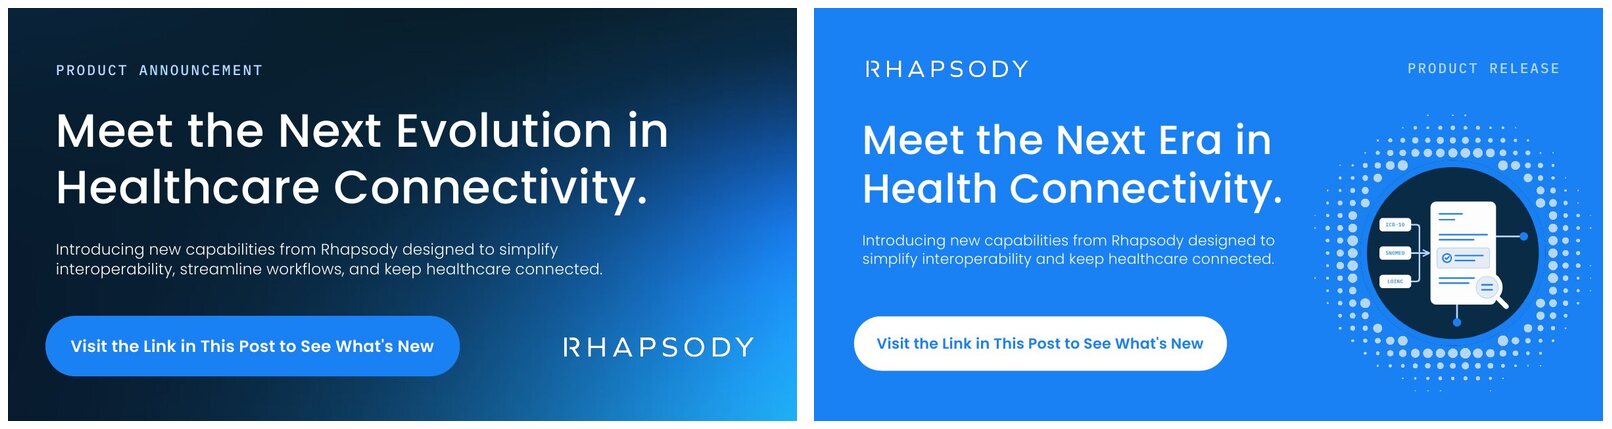 PRODUCT ANNOUNCEMENT
Meet the Next Evolution in
Healthcare Connectivity.
Introducing new capabilities from Rhapsody designed to simplify
interoperability, streamline workflows, and keep healthcare connected.
Visit the Link in This Post to See What's New
RHAPSODY
RHAPSODY
PRODUCT RELEASE
Meet the Next Era in
Health Connectivity.
Introducing new capabilities from Rhapsody designed to
simplify interoperability and keep healthcare connected.
Visit the Link in This Post to See What's New
ICD-10
SNOMED
LOINC